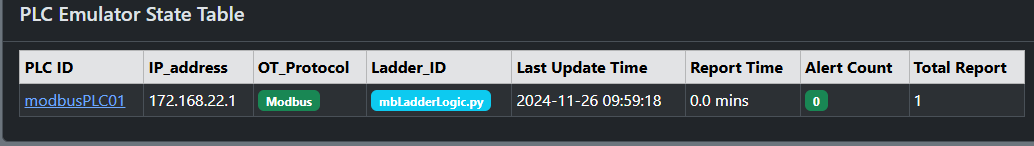 PLC Emulator State Table
PLC ID IP_address OT_Protocol Ladder_ID Last Update Time Report Time Alert Count Total Report
modbusPLC01 172.168.22.1 Modbus mbLadderLogic.py 2024-11-26 09:59:18 0.0 mins 0 1